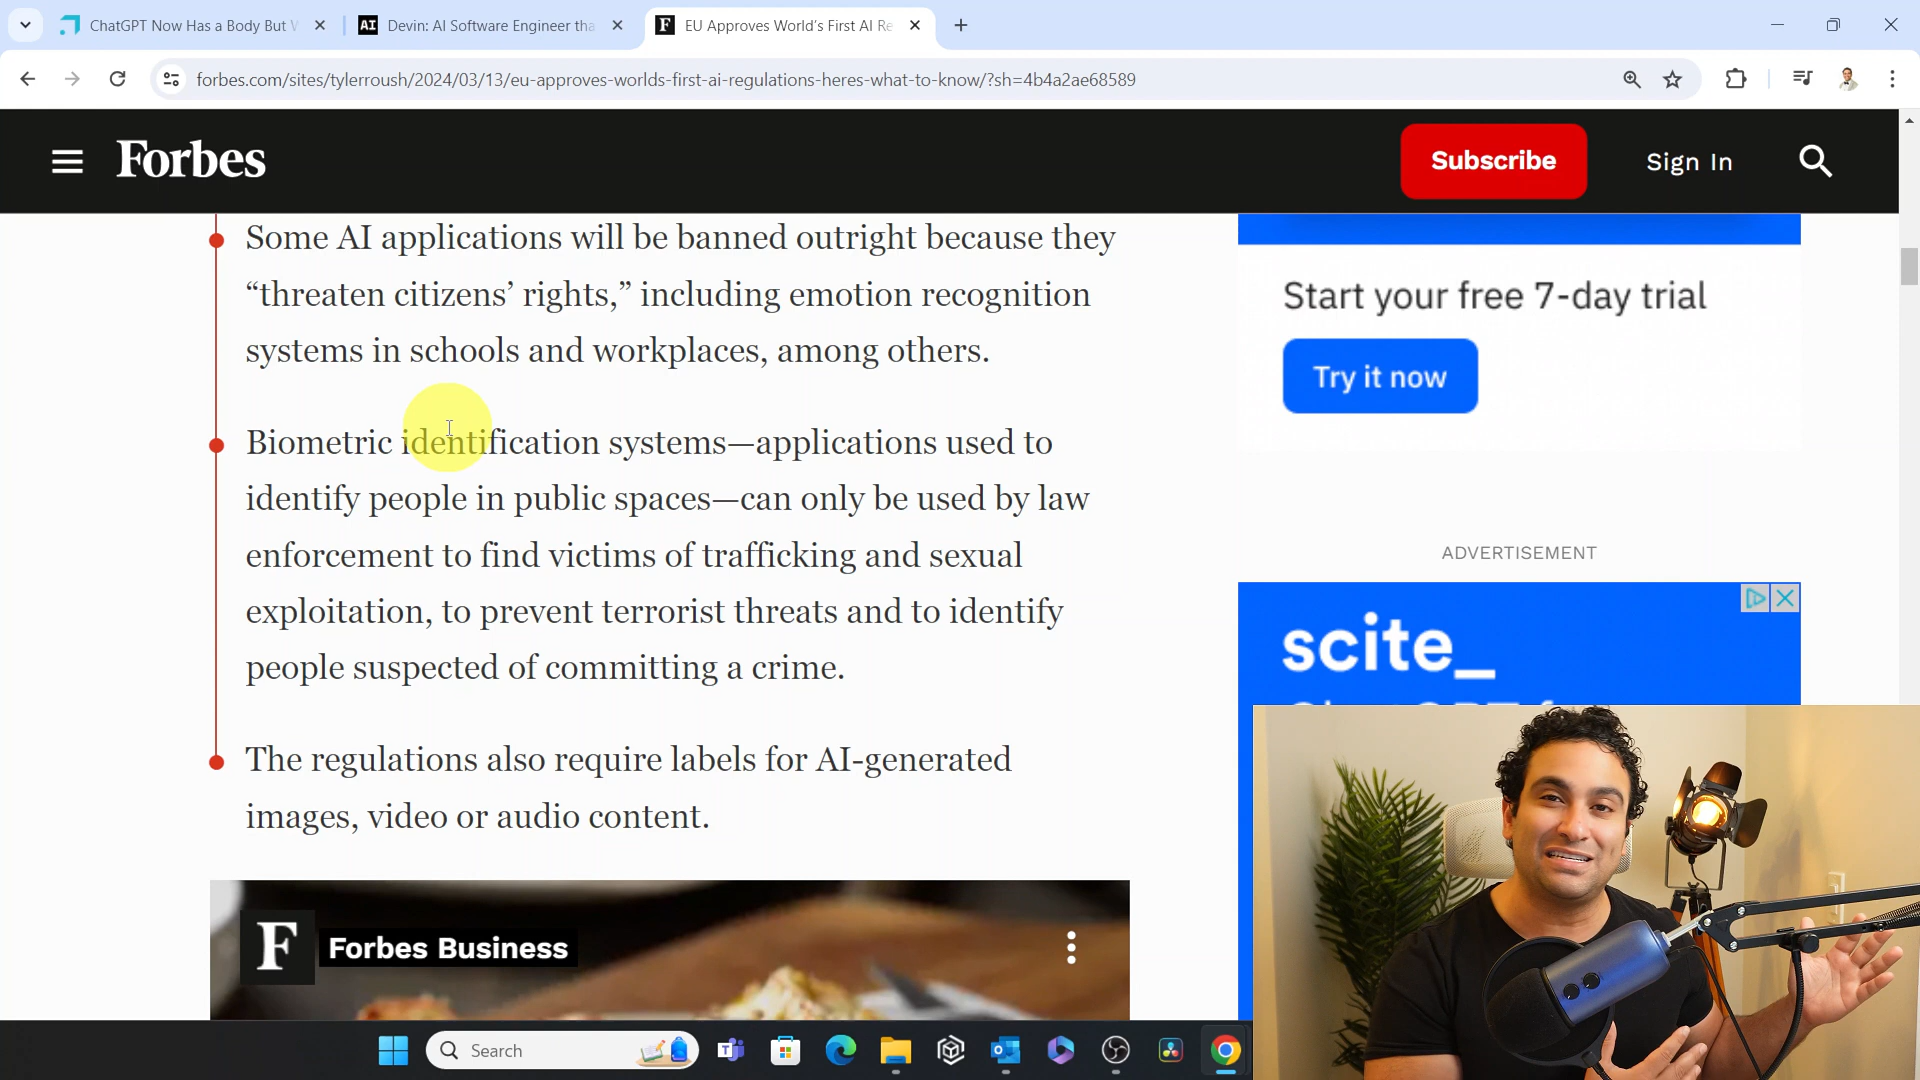 ChatGPT Now Has a Body But
Devin: AI Software Engineer tha
EU Approves World's First AI Re
forbes.com/sites/tylerroush/2024/03/13/eu-approves-worlds-first-ai-regulations-heres-what-to-know/?sh=4b4a2ae68589
Forbes
Subscribe
Sign In
Some AI applications will be banned outright because they
“threaten citizens’ rights,” including emotion recognition
systems in schools and workplaces, among others.
Biometric identification systems—applications used to
identify people in public spaces—can only be used by law
enforcement to find victims of trafficking and sexual
exploitation, to prevent terrorist threats and to identify
people suspected of committing a crime.
The regulations also require labels for AI-generated
images, video or audio content.
F
Forbes Business
Start your free 7-day trial
Try it now
ADVERTISEMENT
scite_
Search